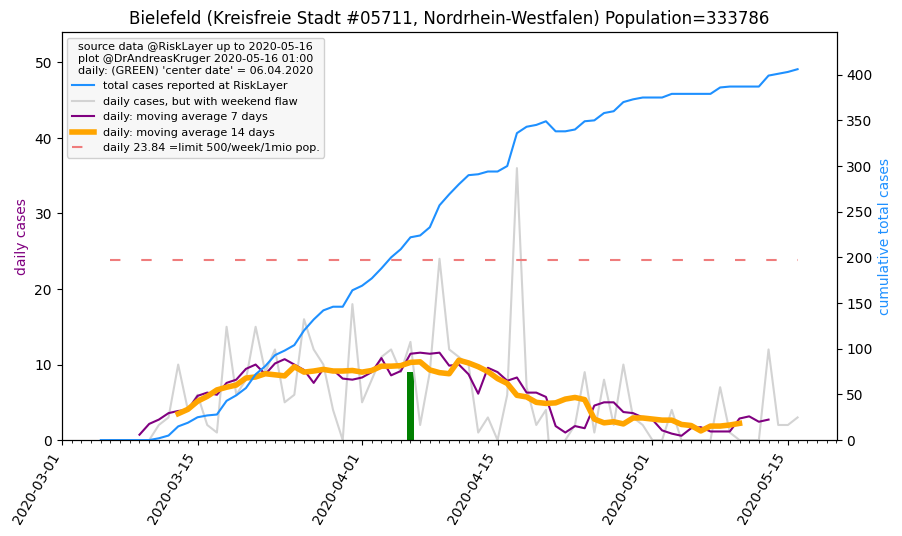 Bielefeld (Kreisfreie Stadt #05711, Nordrhein-Westfalen) Population=333786
source data @RiskLayer up to 2020-05-16
plot @DrAndreasKruger 2020-05-16 01:00
daily: (GREEN) 'center date' = 06.04.2020
total cases reported at RiskLayer
daily cases, but with weekend flaw
daily: moving average 7 days
daily: moving average 14 days
daily 23.84 =limit 500/week/1mio pop.
daily cases
50
40
30
20
10
0
cumulative total cases
400
350
300
250
200
150
100
50
0
2020-03-01
2020-03-15
2020-04-01
2020-04-15
2020-05-01
2020-05-15